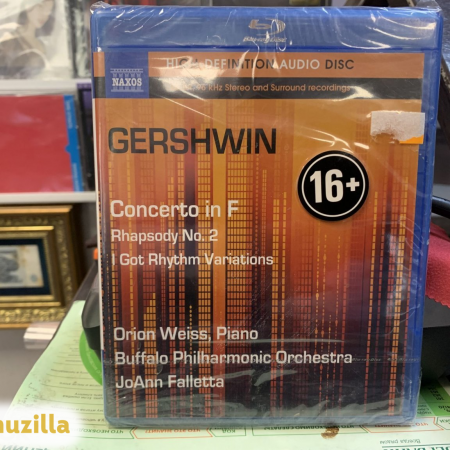 NAXOS
HIGH-DEFINITION AUDIO DISC
KHz Stereo and Surround recordings
GERSHWIN
16+
Concerto in F
Rhapsody No. 2
I Got Rhythm Variations
Orion Weiss, Piano
Buffalo Philharmonic Orchestra
JoAnn Falletta
uzilla